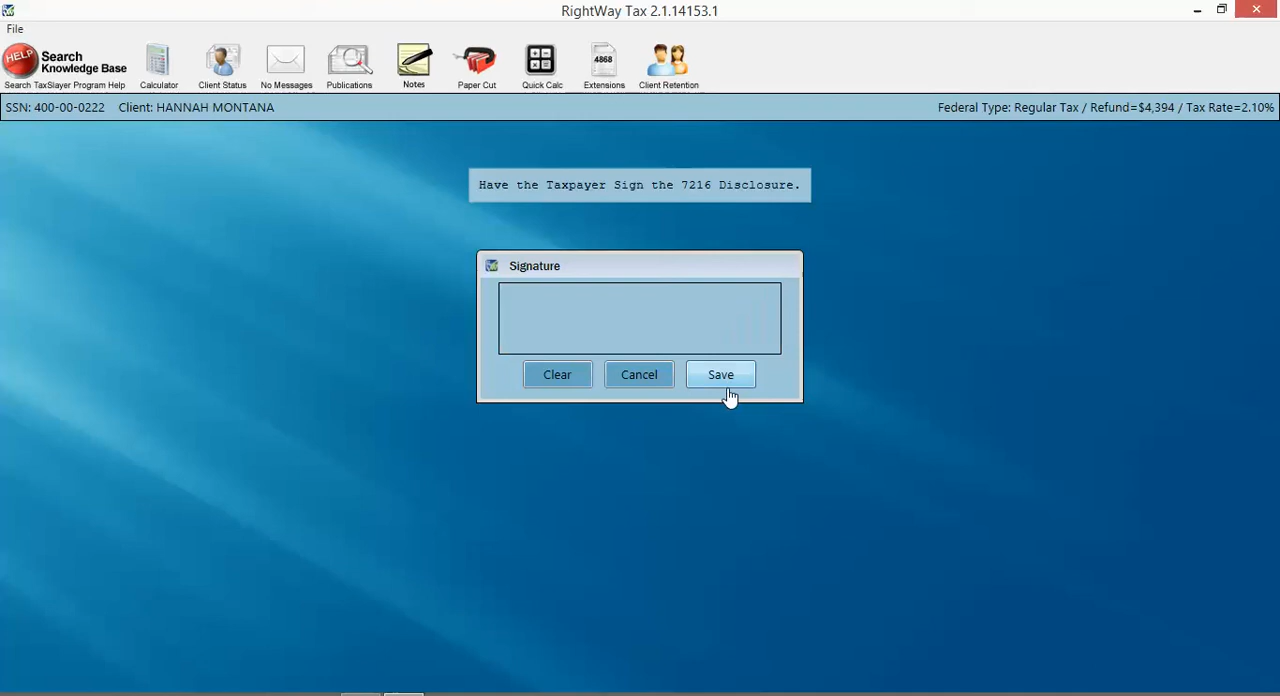 RightWay Tax 2.1.14153.1
File
HELP Search Knowledge Base
Search TaxSlayer Program Help
Calculator
Client Status
No Messages
Publications
Notes
Paper Cut
Quick Calc
4868
Extensions
Client Retention
SSN: 400-00-0222 Client: HANNAH MONTANA
Federal Type: Regular Tax / Refund=$4,394 / Tax Rate=2.10%
Have the Taxpayer Sign the 7216 Disclosure.
Signature
Clear
Cancel
Save